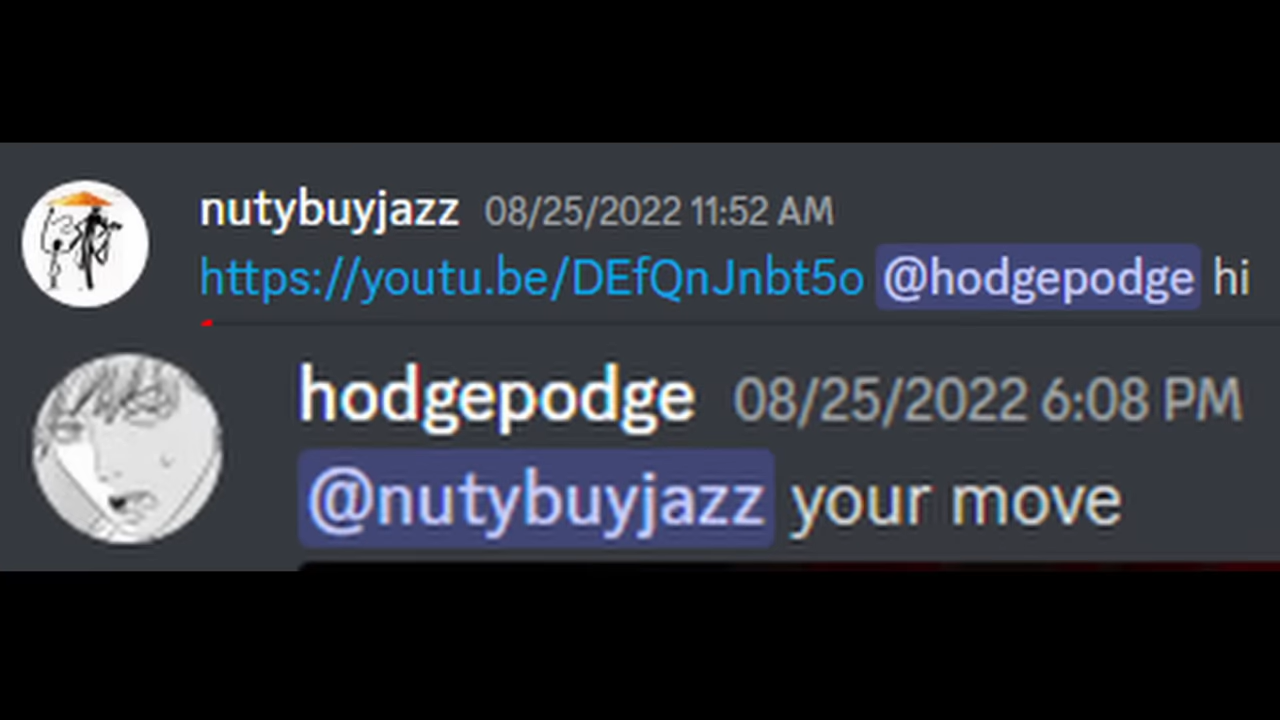 nutybuyjazz 08/25/2022 11:52 AM
https://youtu.be/DEfQnJnbt5o @hodgepodge hi
hodgepodge 08/25/2022 6:08 PM
@nutybuyjazz your move